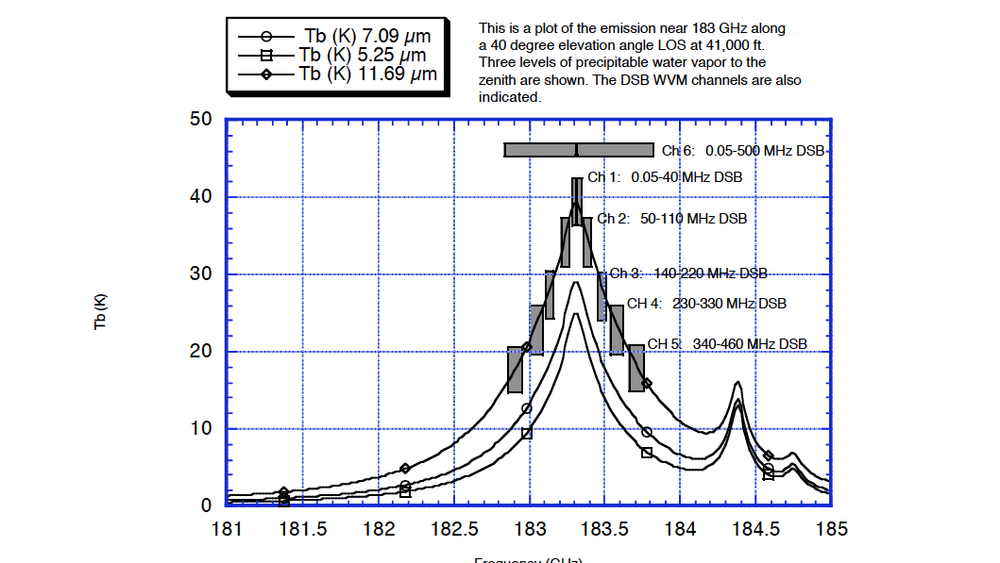 Tb (K) 7.09 µm
Tb (K) 5.25 µm
Tb (K) 11.69 µm
This is a plot of the emission near 183 GHz along
a 40 degree elevation angle LOS at 41,000 ft.
Three levels of precipitable water vapor to the
zenith are shown. The DSB WVM channels are also
indicated.
50
40
30
20
10
0
Tb (K)
Ch 6: 0.05-500 MHz DSB
Ch 1: 0.05-40 MHz DSB
Ch 2: 50-110 MHz DSB
Ch 3: 140-220 MHz DSB
CH 4: 230-330 MHz DSB
CH 5: 340-460 MHz DSB
181 181.5 182 182.5 183 183.5 184 184.5 185
Frequency (GHz)